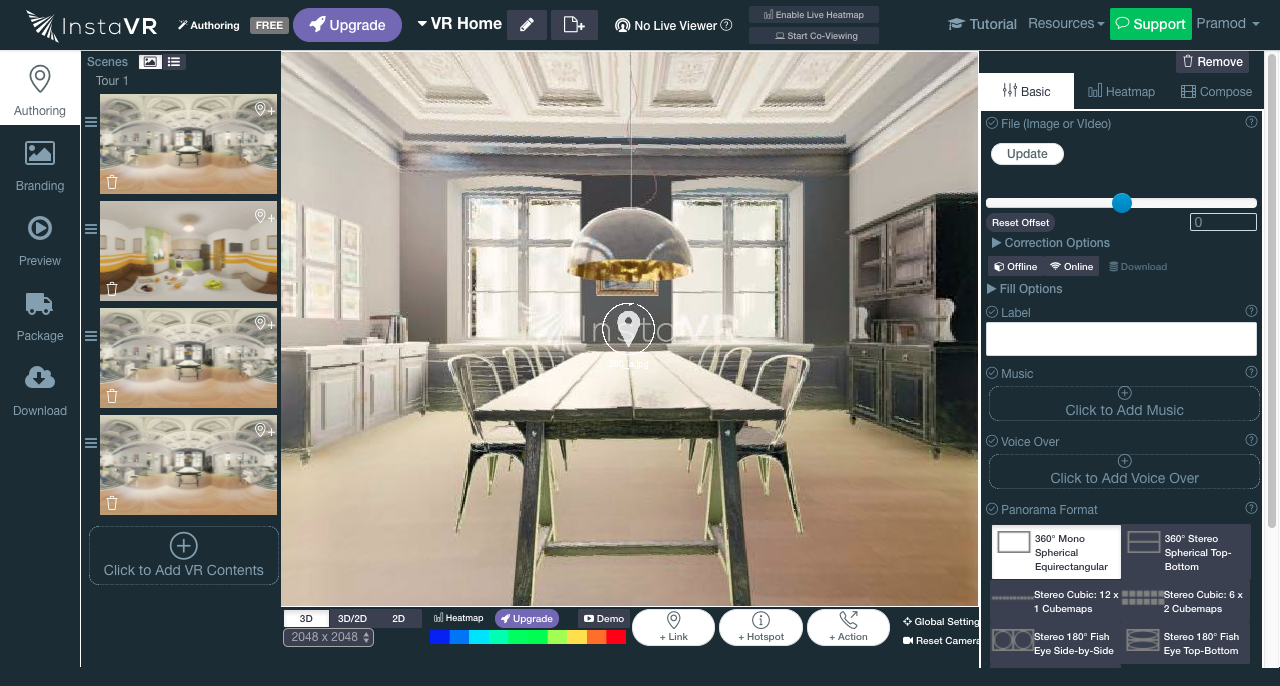 InstaVR
Authoring
FREE
Upgrade
VR Home
No Live Viewer
Enable Live Heatmap
Start Co-Viewing
Tutorial
Resources
Support
Pramod
Authoring
Branding
Preview
Package
Download
Scenes
Tour 1
Click to Add VR Contents
InstaVR
3D
3D/2D
2D
2048 x 2048
Heatmap
Upgrade
Demo
+ Link
+ Hotspot
+ Action
Global Setting
Reset Camera
Remove
Basic
Heatmap
Compose
File (Image or VIdeo)
Update
Reset Offset
0
Correction Options
Offline
Online
Download
Fill Options
Label
Music
Click to Add Music
Voice Over
Click to Add Voice Over
Panorama Format
360° Mono
Spherical
Equirectangular
360° Stereo
Spherical Top-
Bottom
Stereo Cubic: 12 x
1 Cubemaps
Stereo Cubic: 6 x
2 Cubemaps
Stereo 180° Fish
Eye Side-by-Side
Stereo 180° Fish
Eye Top-Bottom